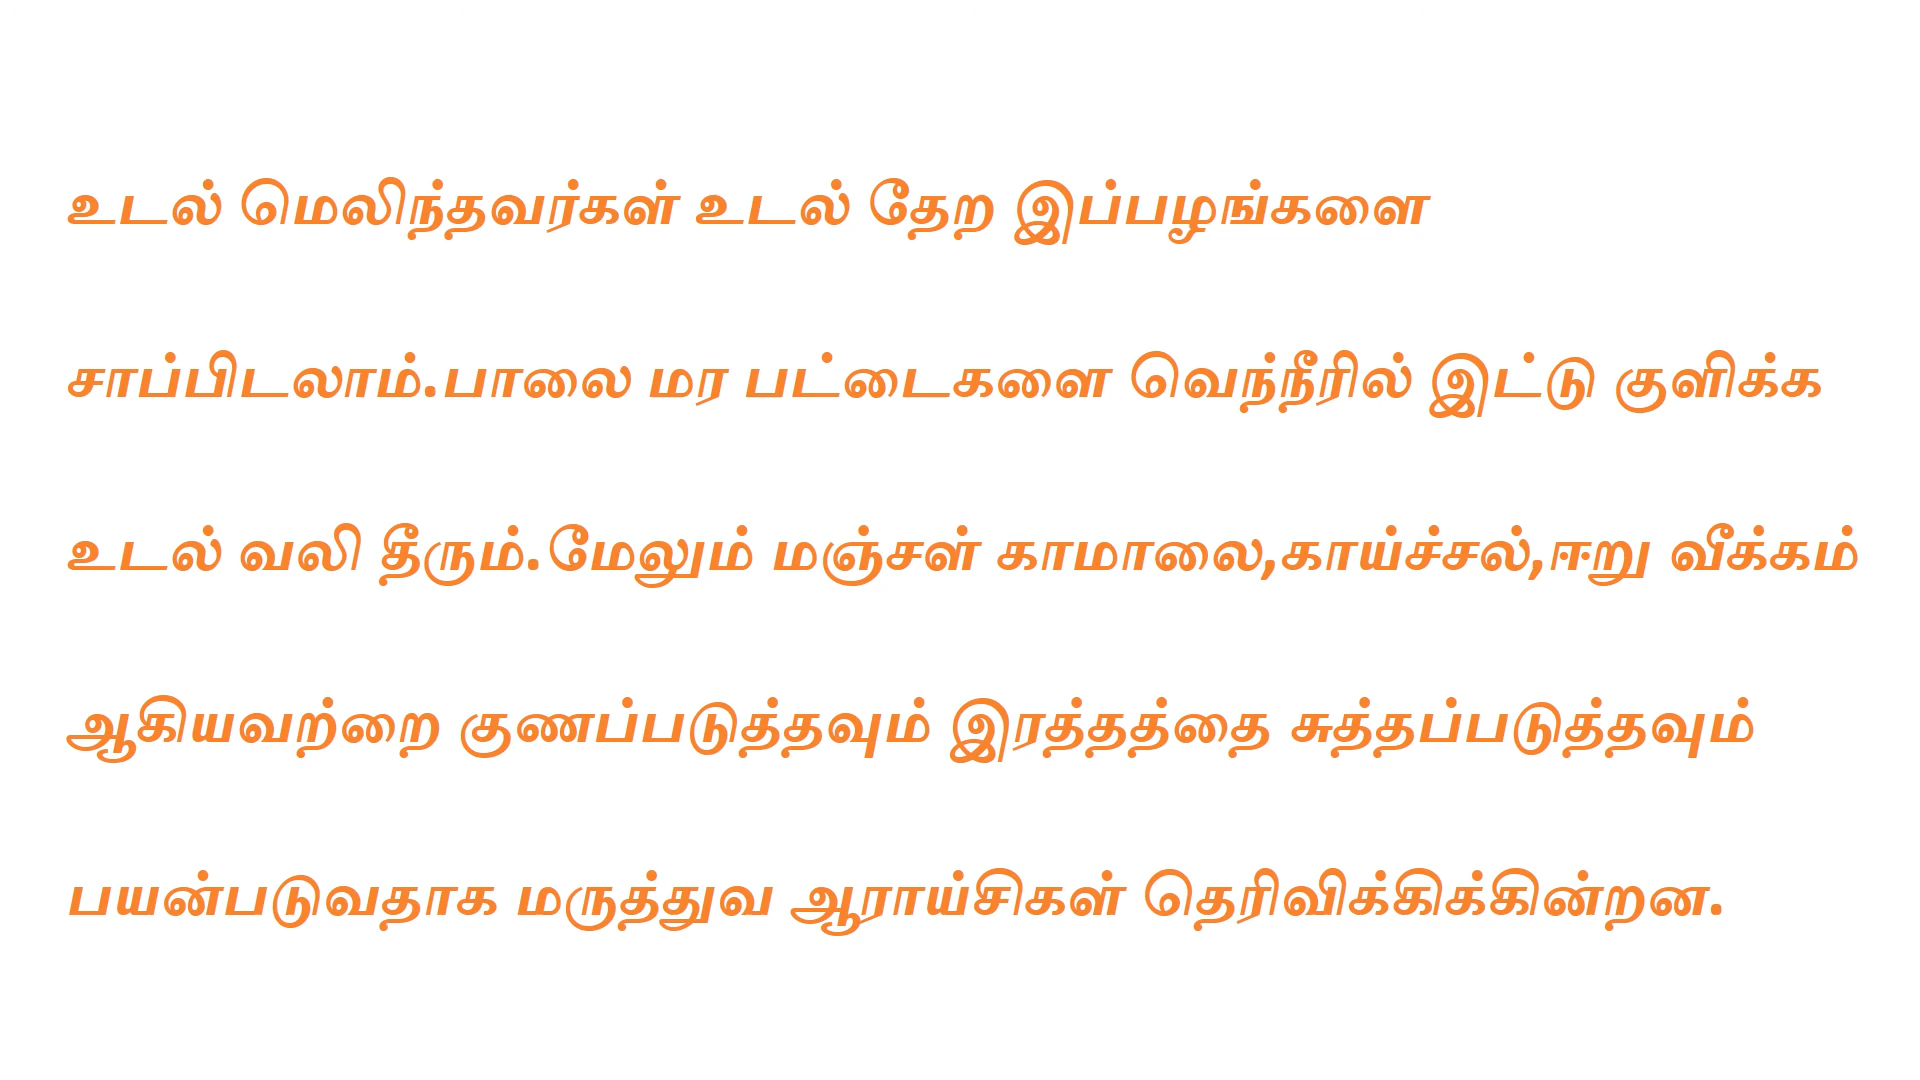 உடல் மெலிந்தவர்கள் உடல் தேற இப்பழங்களை
சாப்பிடலாம்.பாலை மர பட்டைகளை வெந்நீரில் இட்டு குளிக்க
உடல் வலி தீரும்.மேலும் மஞ்சள் காமாலை,காய்ச்சல்,ஈறு வீக்கம்
ஆகியவற்றை குணப்படுத்தவும் இரத்தத்தை சுத்தப்படுத்தவும்
பயன்படுவதாக மருத்துவ ஆராய்சிகள் தெரிவிக்கிக்கின்றன.